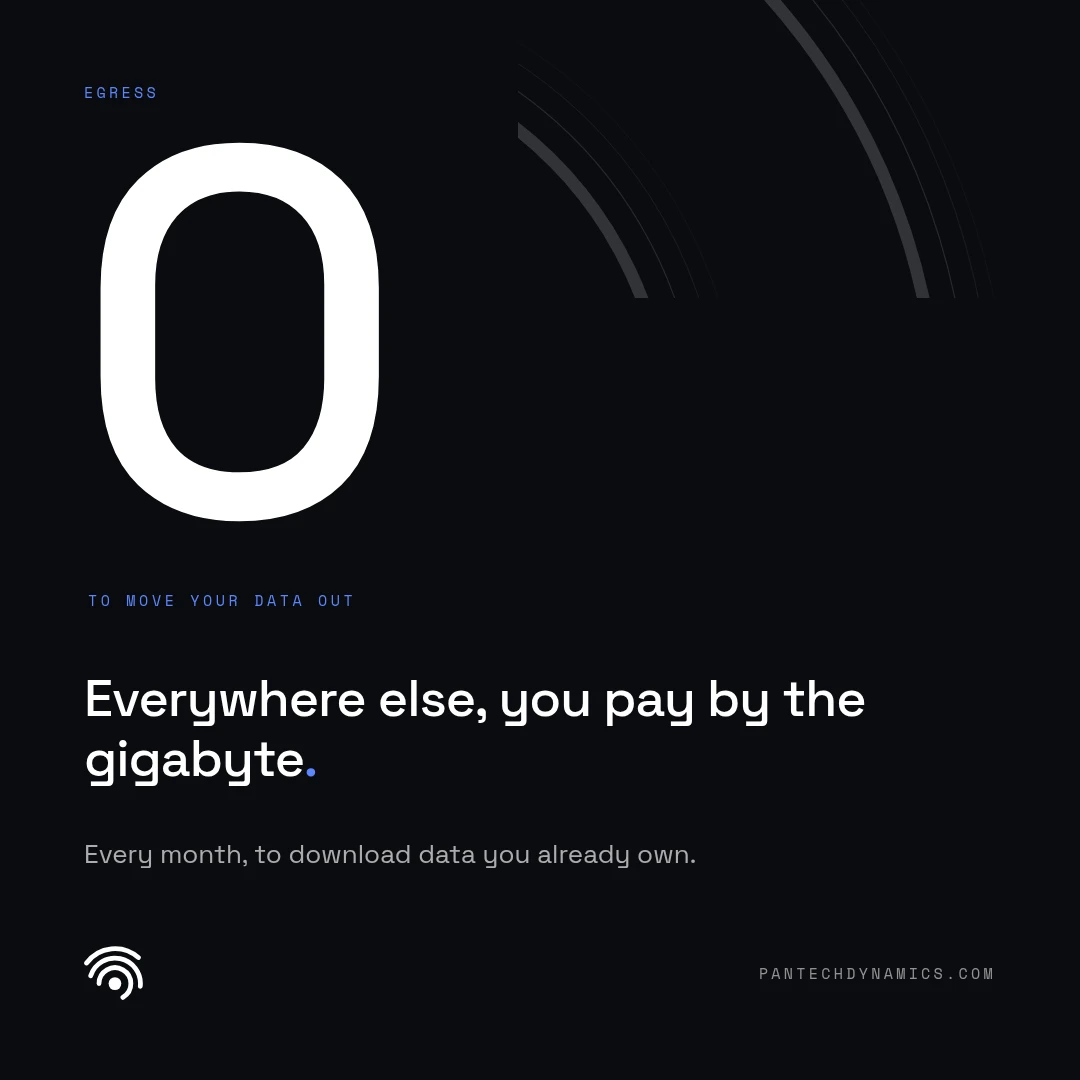 EGRESS
0
TO MOVE YOUR DATA OUT
Everywhere else, you pay by the
gigabyte.
Every month, to download data you already own.
PANTECHDYNAMICS.COM